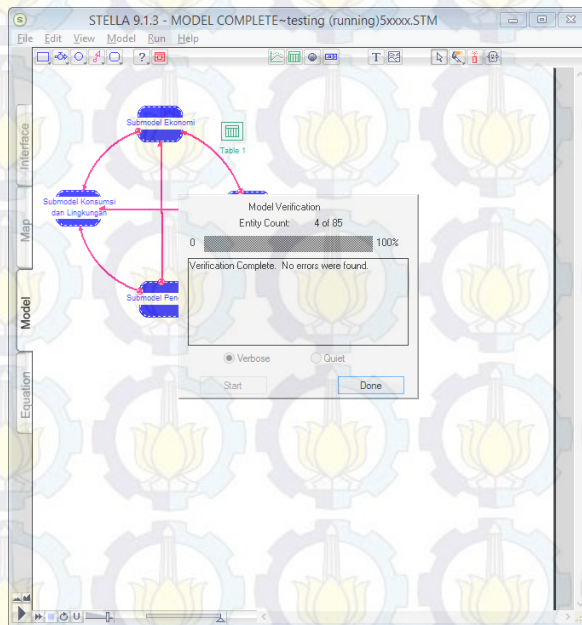 STELLA 9.1.3 - MODEL COMPLETE~testing (running)5xxxx.STM
File Edit View Model Run Help
? T
Interface
Map
Model
Equation
Submodel Ekonomi
Table 1
Submodel Konsumsi
dan Lingkungan
Submodel Pen
Model Verification
Entity Count: 4 of 85
0 100%
Verification Complete. No errors were found.
Verbose Quiet
Start Done
U